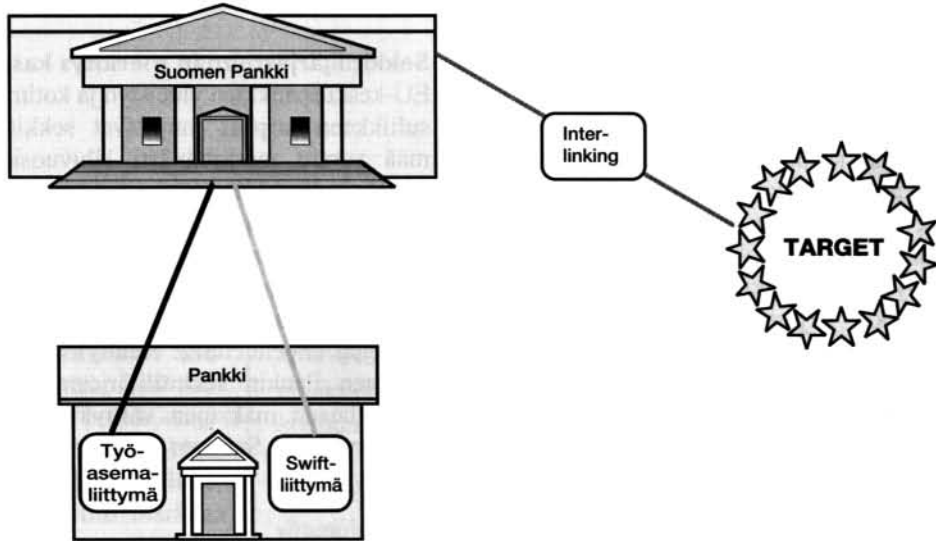 Suomen Pankki
Inter-
linking
TARGET
Pankki
Työ-
asema-
liittymä
Swift-
liittymä